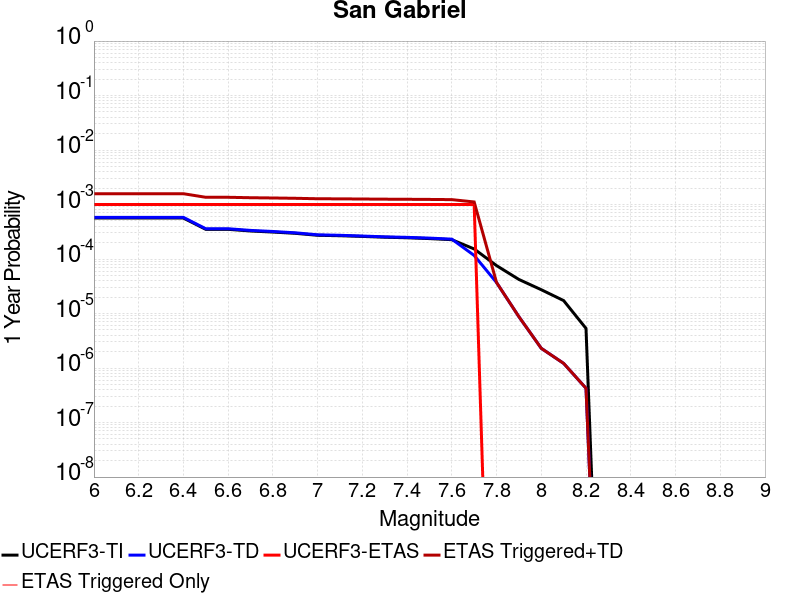 San Gabriel
10^0
10^-1
10^-2
10^-3
10^-4
10^-5
10^-6
10^-7
10^-8
1 Year Probability
6 6.2 6.4 6.6 6.8 7 7.2 7.4 7.6 7.8 8 8.2 8.4 8.6 8.8 9
Magnitude
UCERF3-TI UCERF3-TD UCERF3-ETAS ETAS Triggered+TD
ETAS Triggered Only